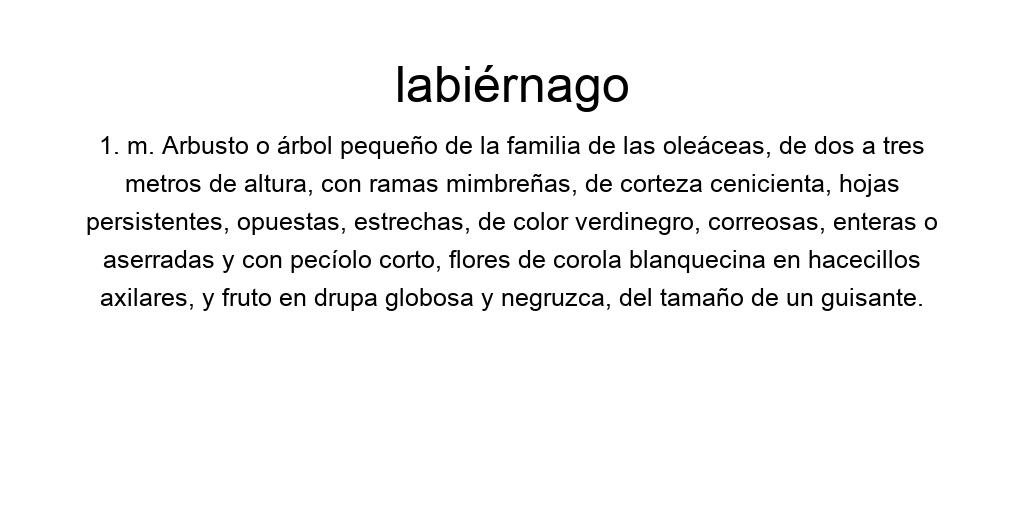 labiérnago
1. m. Arbusto o árbol pequeño de la familia de las oleáceas, de dos a tres
metros de altura, con ramas mimbreñas, de corteza cenicienta, hojas
persistentes, opuestas, estrechas, de color verdinegro, correosas, enteras o
aserradas y con pecíolo corto, flores de corola blanquecina en hacecillos
axilares, y fruto en drupa globosa y negruzca, del tamaño de un guisante.